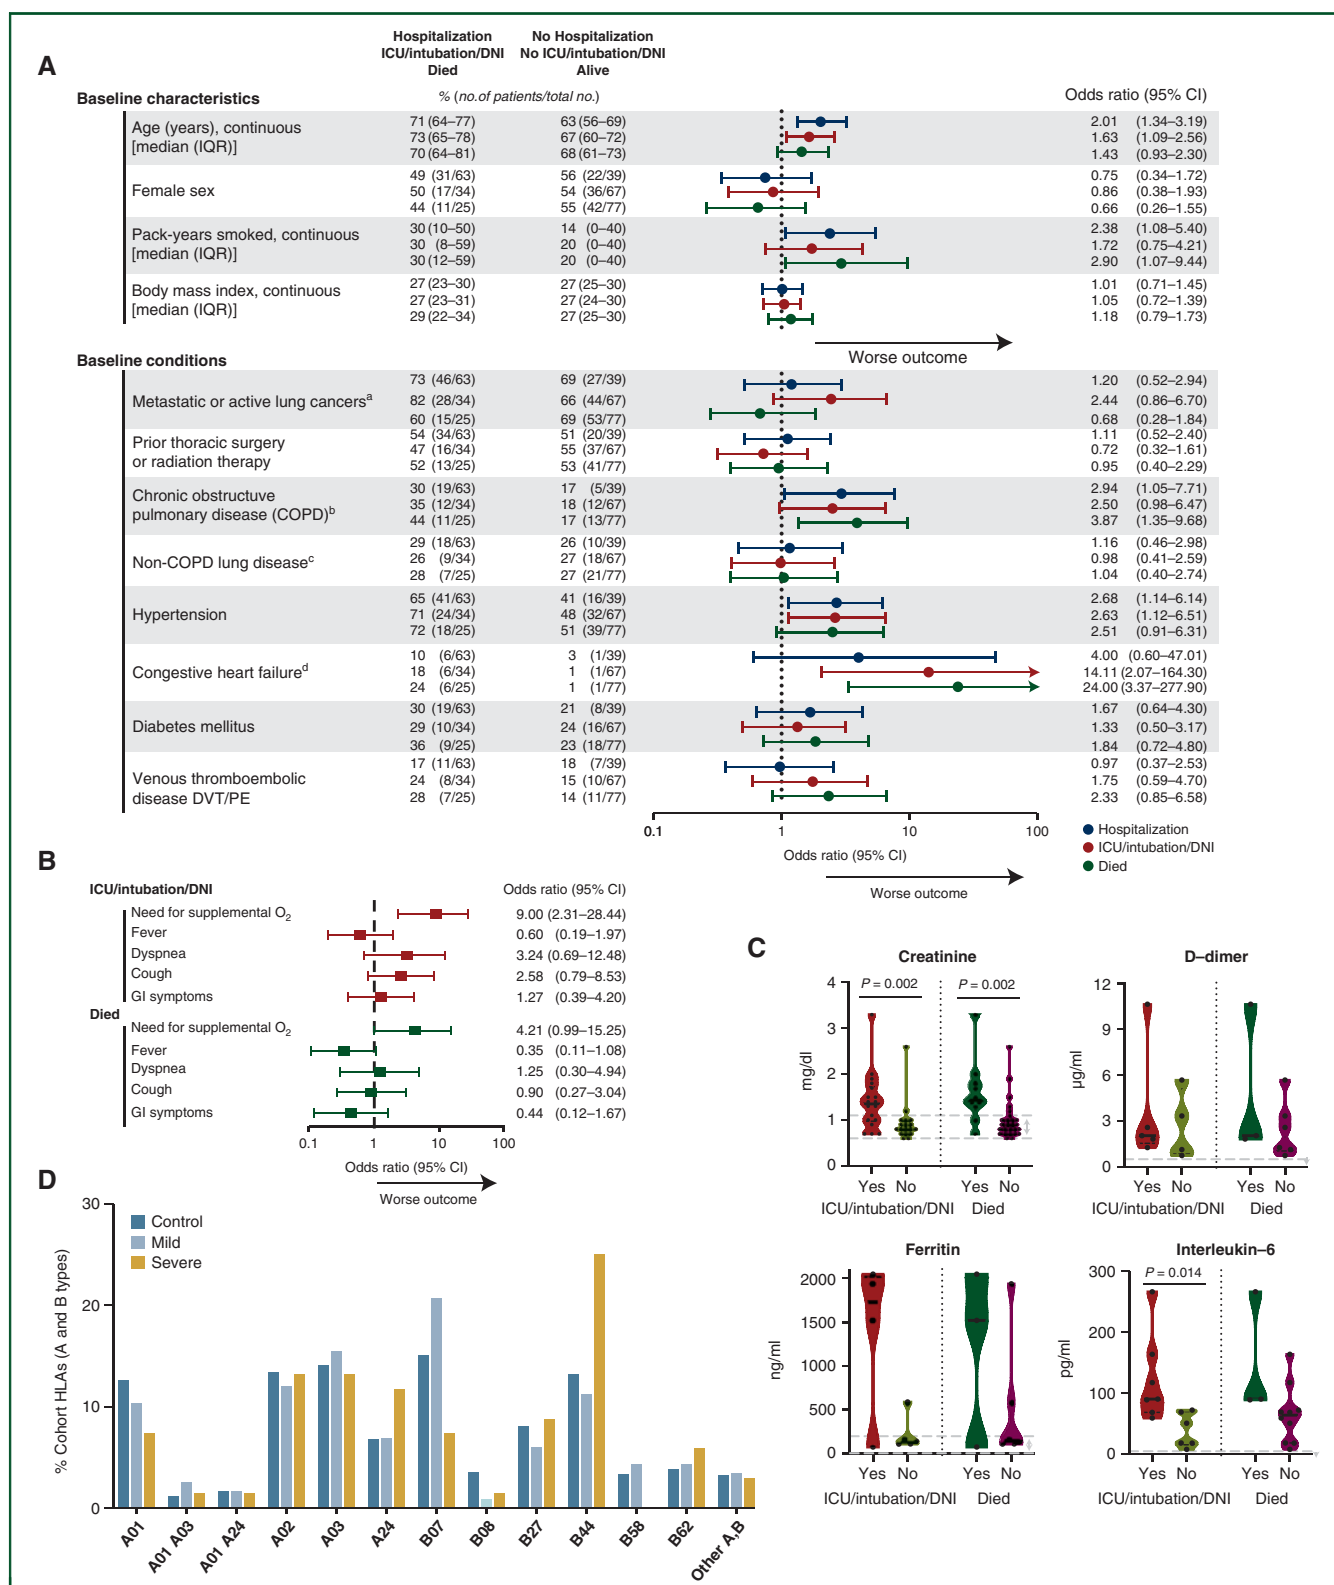 A
Hospitalization
ICU/intubation/DNI
Died
No Hospitalization
No ICU/intubation/DNI
Alive
% (no.of patients/total no.)
Odds ratio (95% CI)
Baseline characteristics
Age (years), continuous
[median (IQR)]
71 (64–77) 63 (56–69) 2.01 (1.34–3.19)
73 (65–78) 67 (60–72) 1.63 (1.09–2.56)
70 (64–81) 68 (61–73) 1.43 (0.93–2.30)
Female sex
49 (31/63) 56 (22/39) 0.75 (0.34–1.72)
50 (17/34) 54 (36/67) 0.86 (0.38–1.93)
44 (11/25) 55 (42/77) 0.66 (0.26–1.55)
Pack-years smoked, continuous
[median (IQR)]
30 (10–50) 14 (0–40) 2.38 (1.08–5.40)
30 (8–59) 20 (0–40) 1.72 (0.75–4.21)
30 (12–59) 20 (0–40) 2.90 (1.07–9.44)
Body mass index, continuous
[median (IQR)]
27 (23–30) 27 (25–30) 1.01 (0.71–1.45)
27 (23–31) 27 (24–30) 1.05 (0.72–1.39)
29 (22–34) 27 (25–30) 1.18 (0.79–1.73)
Worse outcome
Baseline conditions
Metastatic or active lung cancersa
73 (46/63) 69 (27/39) 1.20 (0.52–2.94)
82 (28/34) 66 (44/67) 2.44 (0.86–6.70)
60 (15/25) 69 (53/77) 0.68 (0.28–1.84)
Prior thoracic surgery
or radiation therapy
54 (34/63) 51 (20/39) 1.11 (0.52–2.40)
47 (16/34) 55 (37/67) 0.72 (0.32–1.61)
52 (13/25) 53 (41/77) 0.95 (0.40–2.29)
Chronic obstructuve
pulmonary disease (COPD)b
30 (19/63) 17 (5/39) 2.94 (1.05–7.71)
35 (12/34) 18 (12/67) 2.50 (0.98–6.47)
44 (11/25) 17 (13/77) 3.87 (1.35–9.68)
Non-COPD lung diseasec
29 (18/63) 26 (10/39) 1.16 (0.46–2.98)
26 (9/34) 27 (18/67) 0.98 (0.41–2.59)
28 (7/25) 27 (21/77) 1.04 (0.40–2.74)
Hypertension
65 (41/63) 41 (16/39) 2.68 (1.14–6.14)
71 (24/34) 48 (32/67) 2.63 (1.12–6.51)
72 (18/25) 51 (39/77) 2.51 (0.91–6.31)
Congestive heart failured
10 (6/63) 3 (1/39) 4.00 (0.60–47.01)
18 (6/34) 1 (1/67) 14.11 (2.07–164.30)
24 (6/25) 1 (1/77) 24.00 (3.37–277.90)
Diabetes mellitus
30 (19/63) 21 (8/39) 1.67 (0.64–4.30)
29 (10/34) 24 (16/67) 1.33 (0.50–3.17)
36 (9/25) 23 (18/77) 1.84 (0.72–4.80)
Venous thromboembolic
disease DVT/PE
17 (11/63) 18 (7/39) 0.97 (0.37–2.53)
24 (8/34) 15 (10/67) 1.75 (0.59–4.70)
28 (7/25) 14 (11/77) 2.33 (0.85–6.58)
0.1 1 10 100
Odds ratio (95% CI)
Worse outcome
Hospitalization
ICU/intubation/DNI
Died
B
ICU/intubation/DNI Odds ratio (95% CI)
Need for supplemental O2 9.00 (2.31–28.44)
Fever 0.60 (0.19–1.97)
Dyspnea 3.24 (0.69–12.48)
Cough 2.58 (0.79–8.53)
GI symptoms 1.27 (0.39–4.20)
Died
Need for supplemental O2 4.21 (0.99–15.25)
Fever 0.35 (0.11–1.08)
Dyspnea 1.25 (0.30–4.94)
Cough 0.90 (0.27–3.04)
GI symptoms 0.44 (0.12–1.67)
0.1 1 10 100
Odds ratio (95% CI)
Worse outcome
C
Creatinine
P = 0.002 P = 0.002
mg/dl
4
3
2
1
0
Yes No Yes No
ICU/intubation/DNI Died
D–dimer
µg/ml
12
9
6
3
0
Yes No Yes No
ICU/intubation/DNI Died
Ferritin
ng/ml
2000
1500
1000
500
0
Yes No Yes No
ICU/intubation/DNI Died
Interleukin–6
P = 0.014
pg/ml
300
200
100
0
Yes No Yes No
ICU/intubation/DNI Died
D
% Cohort HLAs (A and B types)
30
20
10
0
Control
Mild
Severe
A01
A01 A03
A01 A24
A02
A03
A24
B07
B08
B27
B44
B58
B62
Other A,B